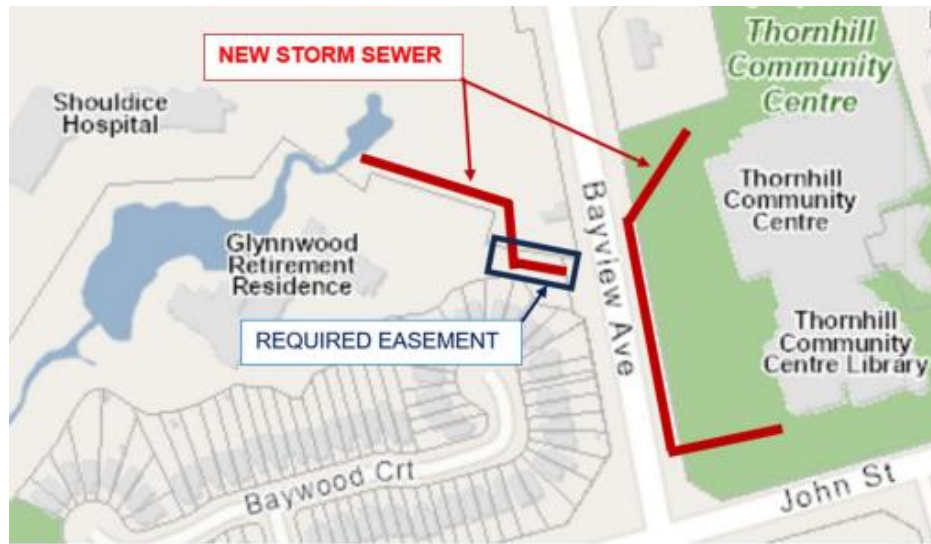 NEW STORM SEWER
Thornhill
Community
Centre
Shouldice
Hospital
Thornhill
Community
Centre
Bayview Ave
Glynnwood
Retirement
Residence
REQUIRED EASEMENT
Thornhill
Community
Centre Library
Baywood Crt
John St